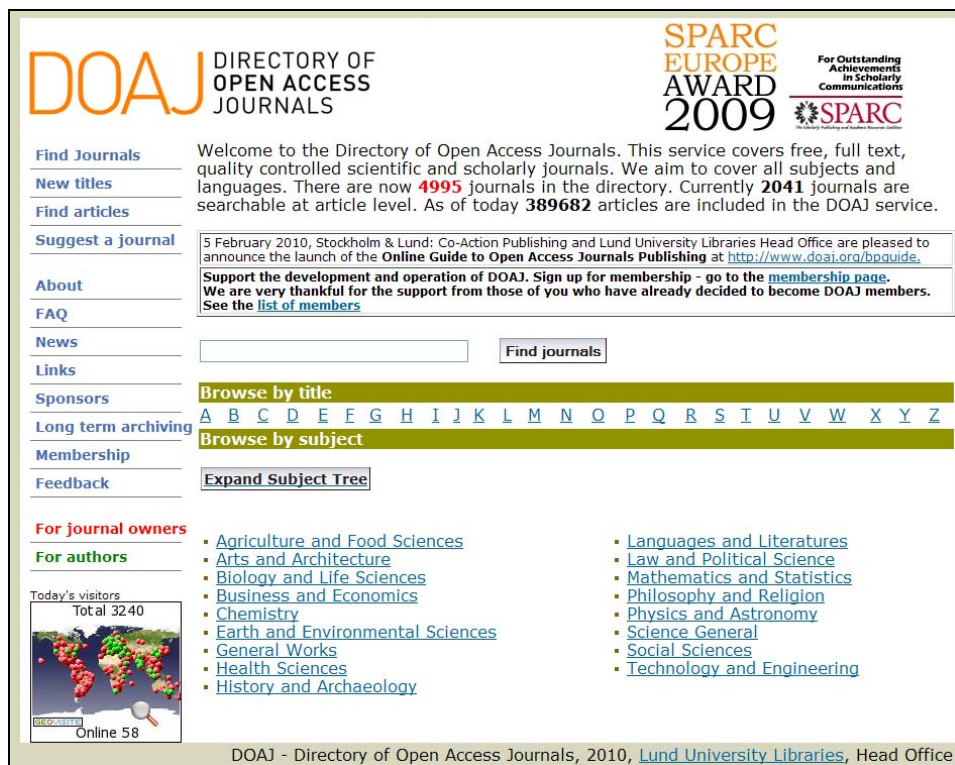 DOAJ DIRECTORY OF
OPEN ACCESS
JOURNALS
SPARC
EUROPE
AWARD
2009
For Outstanding
Achievements
in Scholarly
Communications
SPARC
The Scholarly Publishing and Academic Resources Coalition
Find Journals
New titles
Find articles
Suggest a journal
About
FAQ
News
Links
Sponsors
Long term archiving
Membership
Feedback
For journal owners
For authors
Today's visitors
Total 3240
GEOVISITE
Online 58
Welcome to the Directory of Open Access Journals. This service covers free, full text,
quality controlled scientific and scholarly journals. We aim to cover all subjects and
languages. There are now 4995 journals in the directory. Currently 2041 journals are
searchable at article level. As of today 389682 articles are included in the DOAJ service.
5 February 2010, Stockholm & Lund: Co-Action Publishing and Lund University Libraries Head Office are pleased to
announce the launch of the Online Guide to Open Access Journals Publishing at http://www.doaj.org/bpguide.
Support the development and operation of DOAJ. Sign up for membership - go to the membership page.
We are very thankful for the support from those of you who have already decided to become DOAJ members.
See the list of members
Find journals
Browse by title
A B C D E F G H I J K L M N O P Q R S T U V W X Y Z
Browse by subject
Expand Subject Tree
Agriculture and Food Sciences
Arts and Architecture
Biology and Life Sciences
Business and Economics
Chemistry
Earth and Environmental Sciences
General Works
Health Sciences
History and Archaeology
Languages and Literatures
Law and Political Science
Mathematics and Statistics
Philosophy and Religion
Physics and Astronomy
Science General
Social Sciences
Technology and Engineering
DOAJ - Directory of Open Access Journals, 2010, Lund University Libraries, Head Office